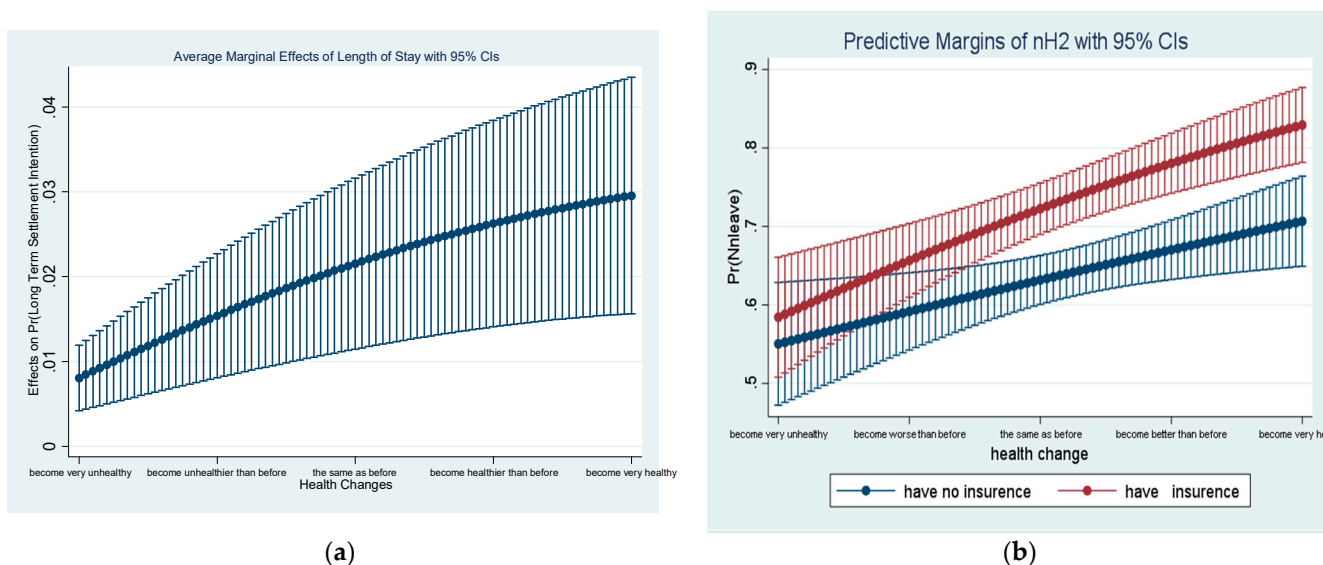 Average Marginal Effects of Length of Stay with 95% CIs
Effects on Pr(Long Term Settlement Intention)
.04
.03
.02
.01
0
become very unhealthy
become unhealthier than before
the same as before
become healthier than before
become very healthy
Health Changes
(a)
Predictive Margins of nH2 with 95% CIs
Pr(Nnleave)
.9
.8
.7
.6
.5
become very unhealthy
become worse than before
the same as before
become better than before
become very he
health change
have no insurence
have insurence
(b)